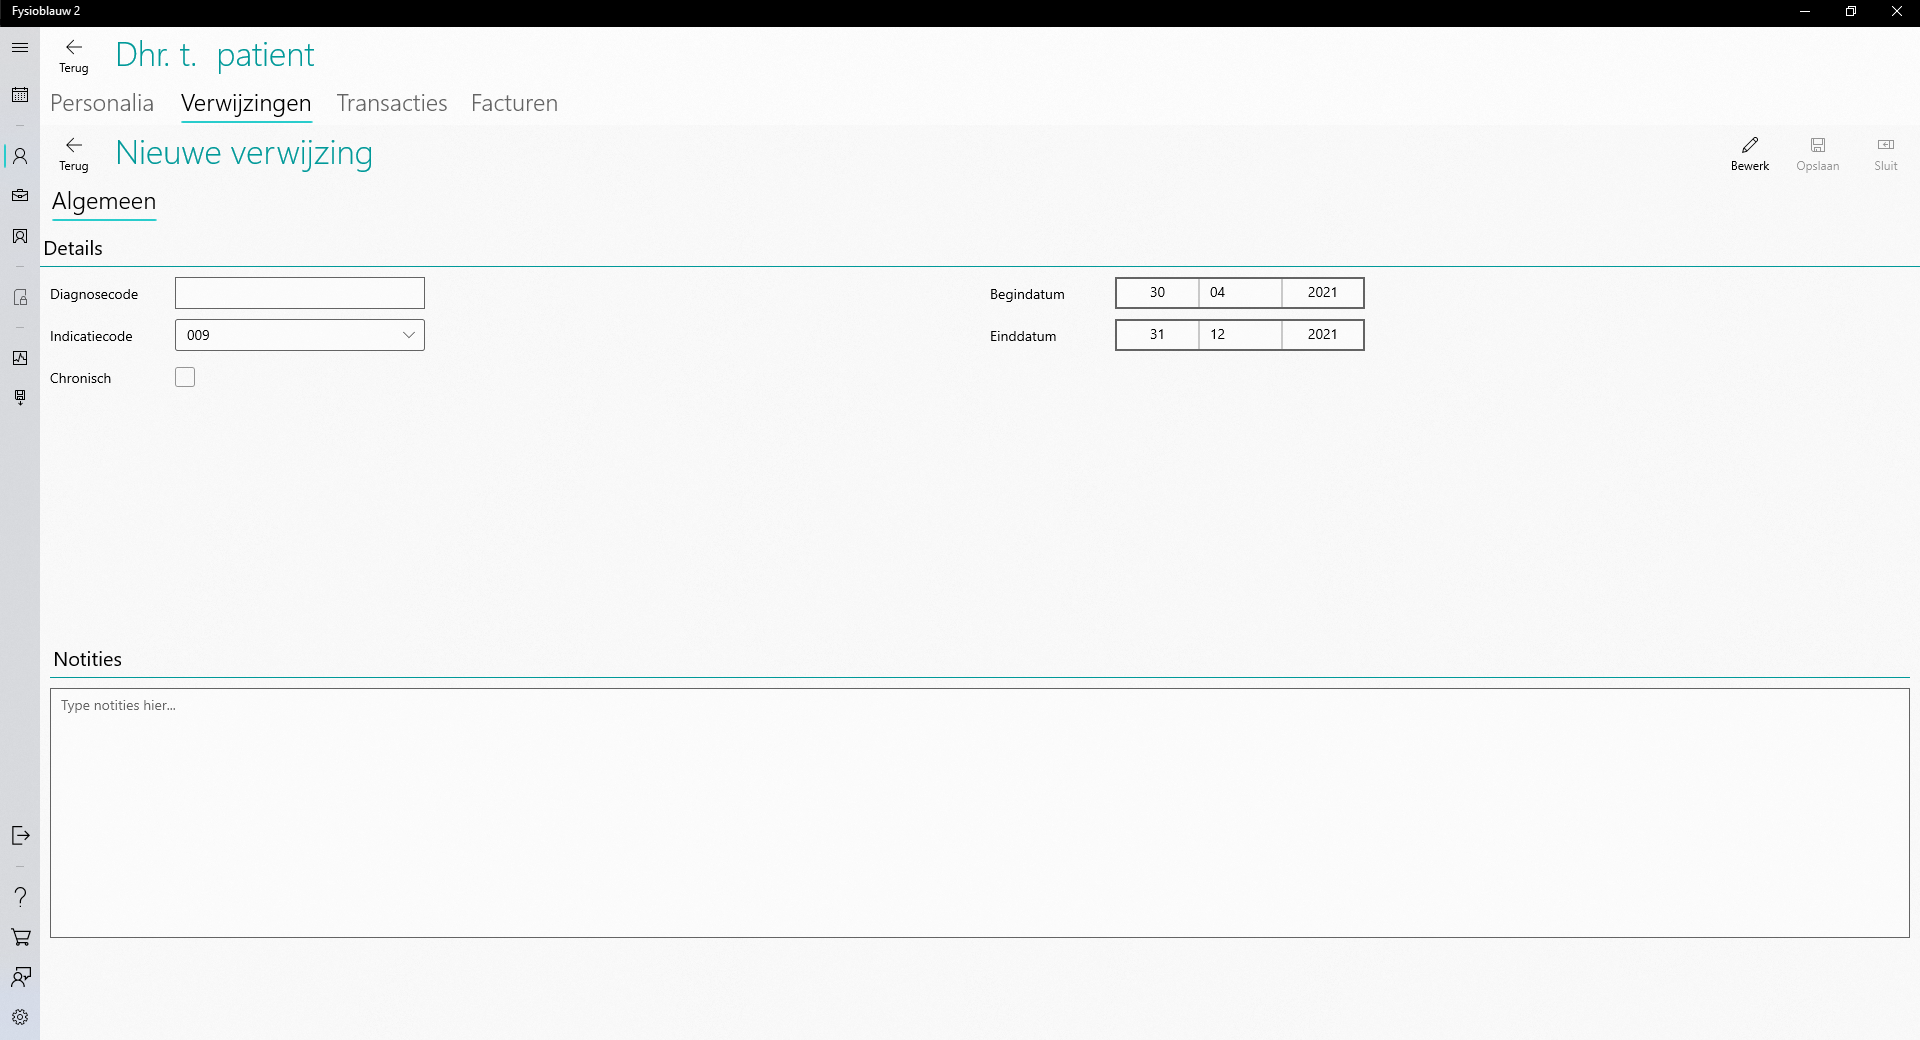 Fysioblauw 2
Terug
Dhr. t.  patient
Personalia Verwijzingen Transacties Facturen
Terug
Nieuwe verwijzing
Bewerk Opslaan Sluit
Algemeen
Details
Diagnosecode
Begindatum 30 04 2021
Indicatiecode 009
Einddatum 31 12 2021
Chronisch
Notities
Type notities hier...